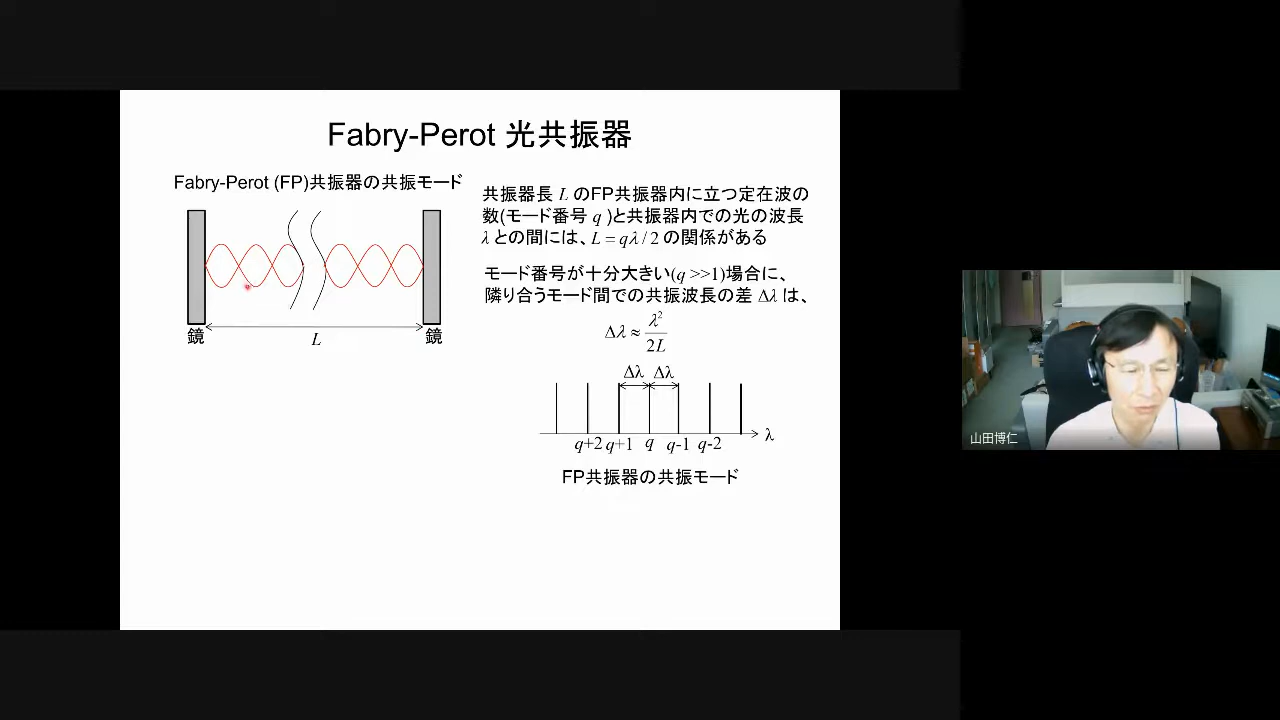 Fabry-Perot 光共振器
Fabry-Perot (FP)共振器の共振モード
鏡
L
鏡
共振器長 L のFP共振器内に立つ定在波の
数(モード番号 q )と共振器内での光の波長
λ との間には、L = qλ / 2 の関係がある
モード番号が十分大きい(q >>1)場合に、
隣り合うモード間での共振波長の差 Δλ は、
Δλ ≈ λ² / 2L
Δλ Δλ
q+2 q+1 q q-1 q-2 λ
FP共振器の共振モード
山田博仁